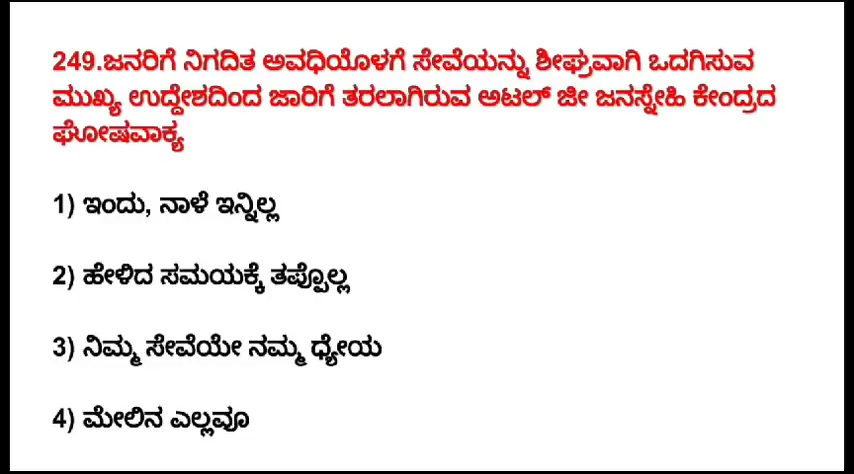 249.ಜನರಿಗೆ ನಿಗದಿತ ಅವಧಿಯೊಳಗೆ ಸೇವೆಯನ್ನು ಶೀಘ್ರವಾಗಿ ಒದಗಿಸುವ
ಮುಖ್ಯ ಉದ್ದೇಶದಿಂದ ಜಾರಿಗೆ ತರಲಾಗಿರುವ ಅಟಲ್ ಜೀ ಜನಸ್ನೇಹಿ ಕೇಂದ್ರದ
ಘೋಷವಾಕ್ಯ
1) ಇಂದು, ನಾಳೆ ಇನ್ನಿಲ್ಲ
2) ಹೇಳಿದ ಸಮಯಕ್ಕೆ ತಪ್ಪೊಲ್ಲ
3) ನಿಮ್ಮ ಸೇವೆಯೇ ನಮ್ಮ ಧ್ಯೇಯ
4) ಮೇಲಿನ ಎಲ್ಲವೂ